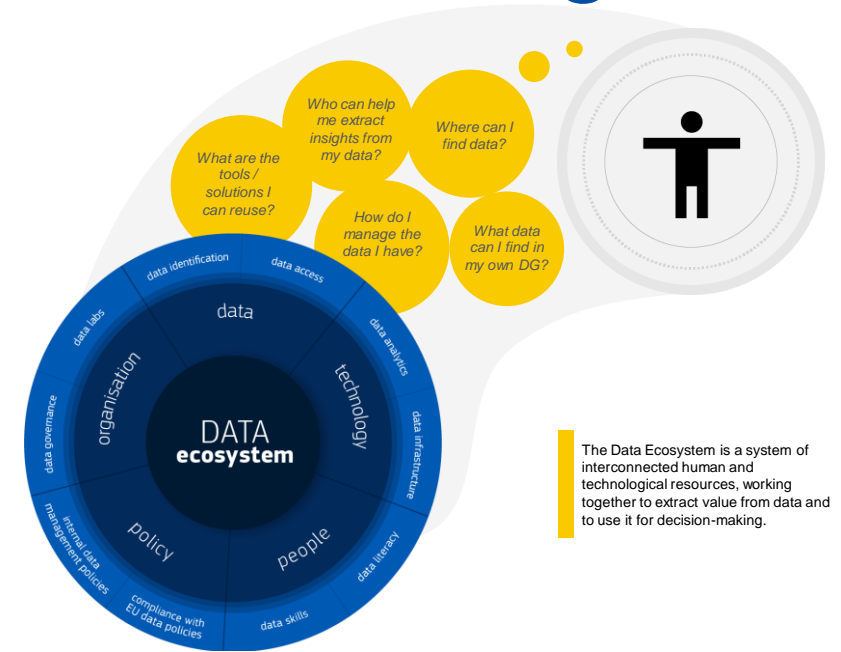 Who can help
me extract
insights from
my data?
Where can I
find data?
What are the
tools /
solutions I
can reuse?
How do I
manage the
data I have?
What data
can I find in
my own DG?
data identification
data access
data labs
data
data analytics
organisation
technology
data governance
DATA
ecosystem
data infrastructure
The Data Ecosystem is a system of
interconnected human and
technological resources, working
together to extract value from data and
to use it for decision-making.
policy
people
internal data
management policies
data literacy
compliance with
EU data policies
data skills